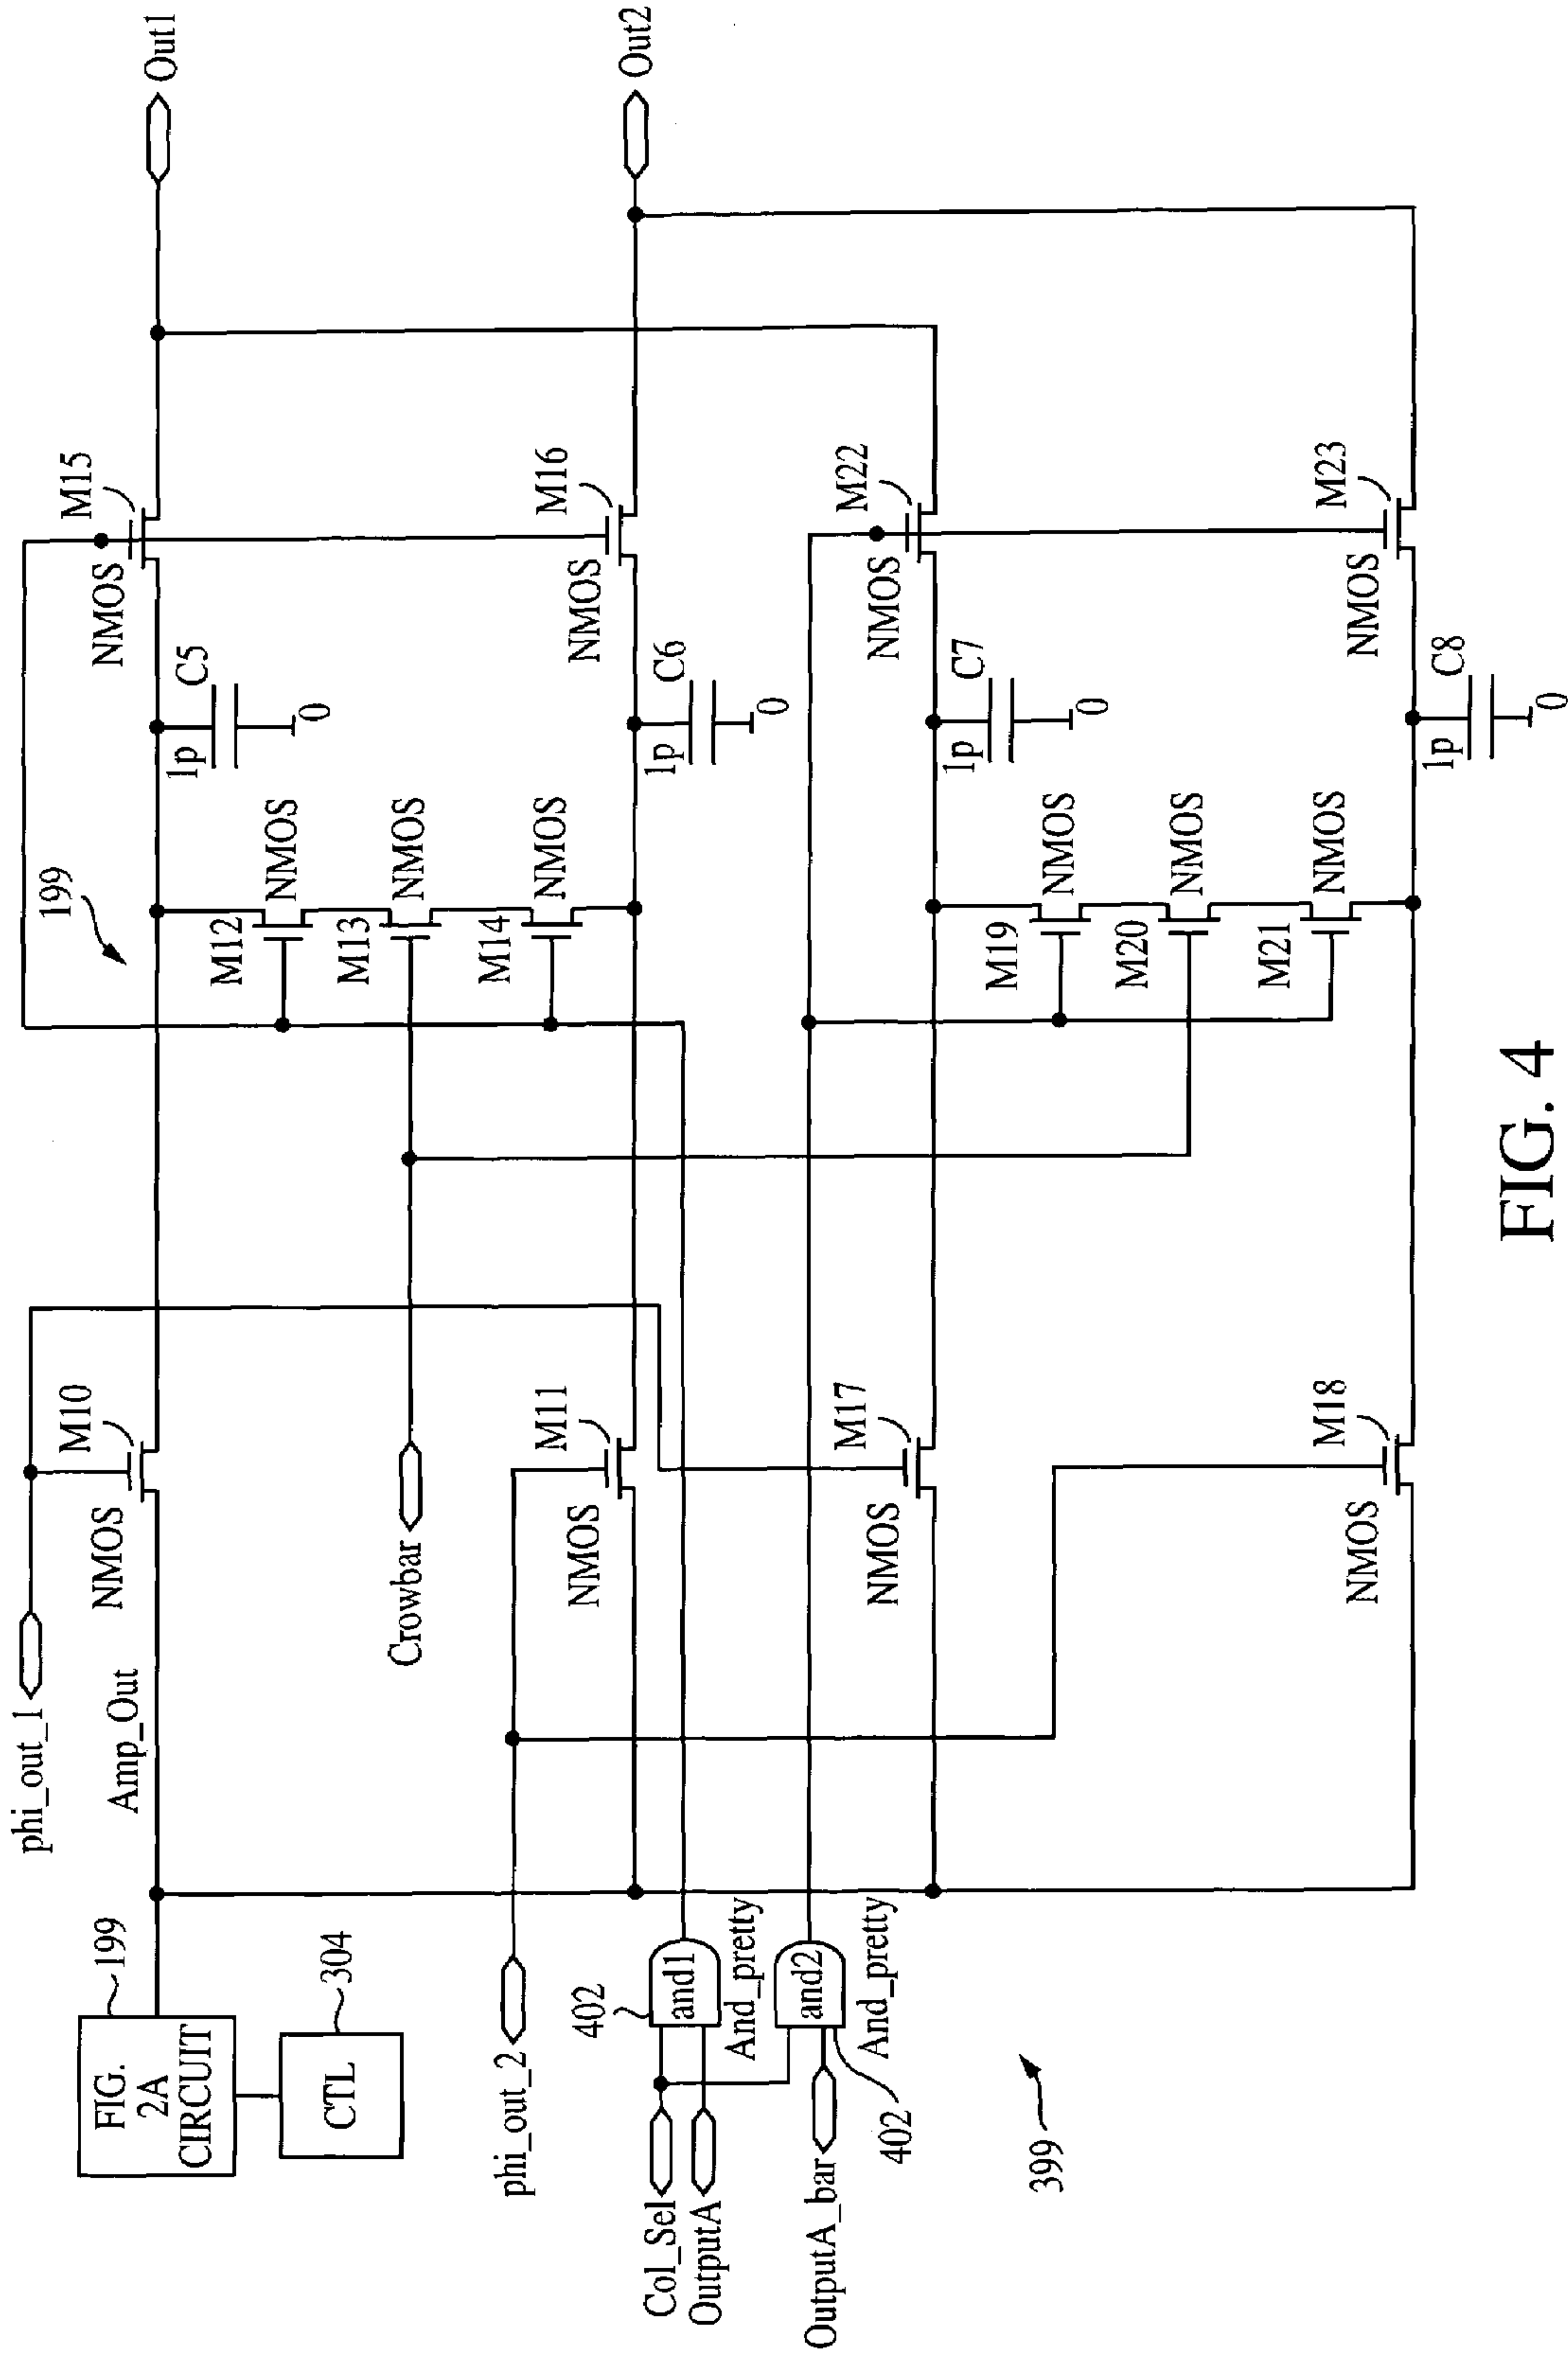 phi_out_1
M10
NMOS
Amp_Out
199
FIG.
2A
CIRCUIT
304
CTL
199
M15
NMOS
Out1
C5
1p
0
M12
NMOS
M13
NMOS
M14
NMOS
Crowbar
phi_out_2
M11
NMOS
M16
NMOS
Out2
C6
1p
0
402
and1
And_pretty
Col_Sel
OutputA
and2
And_pretty
OutputA_bar
402
M17
NMOS
M22
NMOS
C7
1p
0
M19
NMOS
M20
NMOS
M21
NMOS
399
M18
NMOS
M23
NMOS
C8
1p
0
FIG. 4